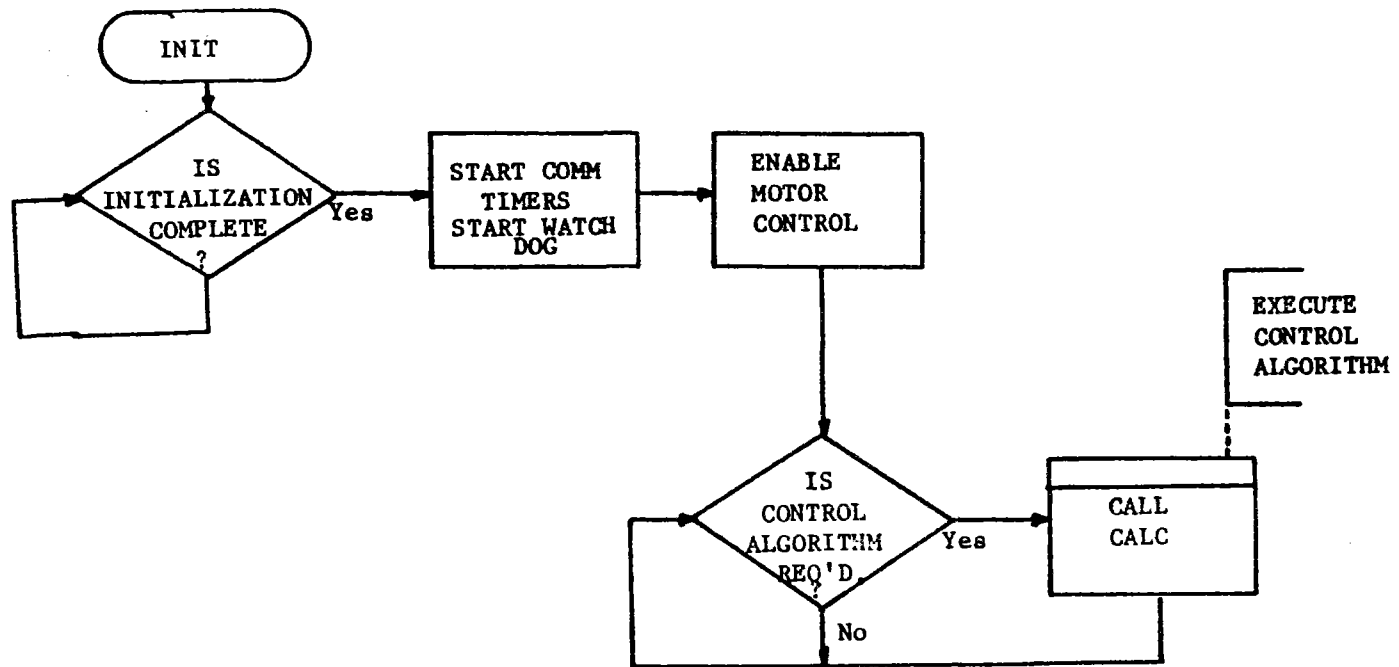 INIT
IS
INITIALIZATION
COMPLETE
?
Yes
START COMM
TIMERS
START WATCH
DOG
ENABLE
MOTOR
CONTROL
IS
CONTROL
ALGORITHM
REQ'D.
?
Yes
No
CALL
CALC
EXECUTE
CONTROL
ALGORITHM